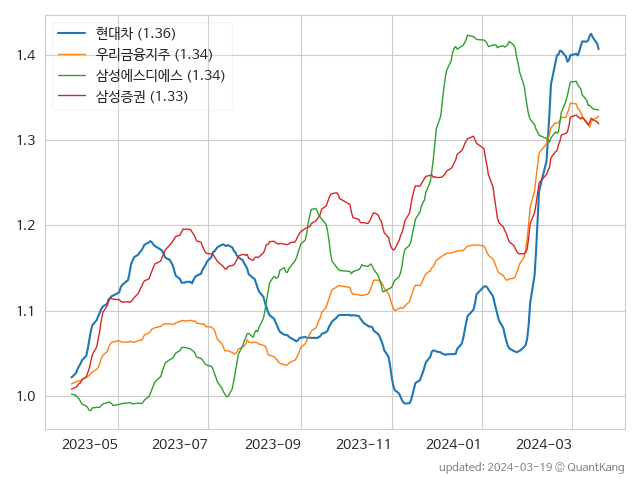 현대차 (1.36)
우리금융지주 (1.34)
삼성에스디에스 (1.34)
삼성증권 (1.33)
1.4
1.3
1.2
1.1
1.0
2023-05 2023-07 2023-09 2023-11 2024-01 2024-03
updated: 2024-03-19 © QuantKang